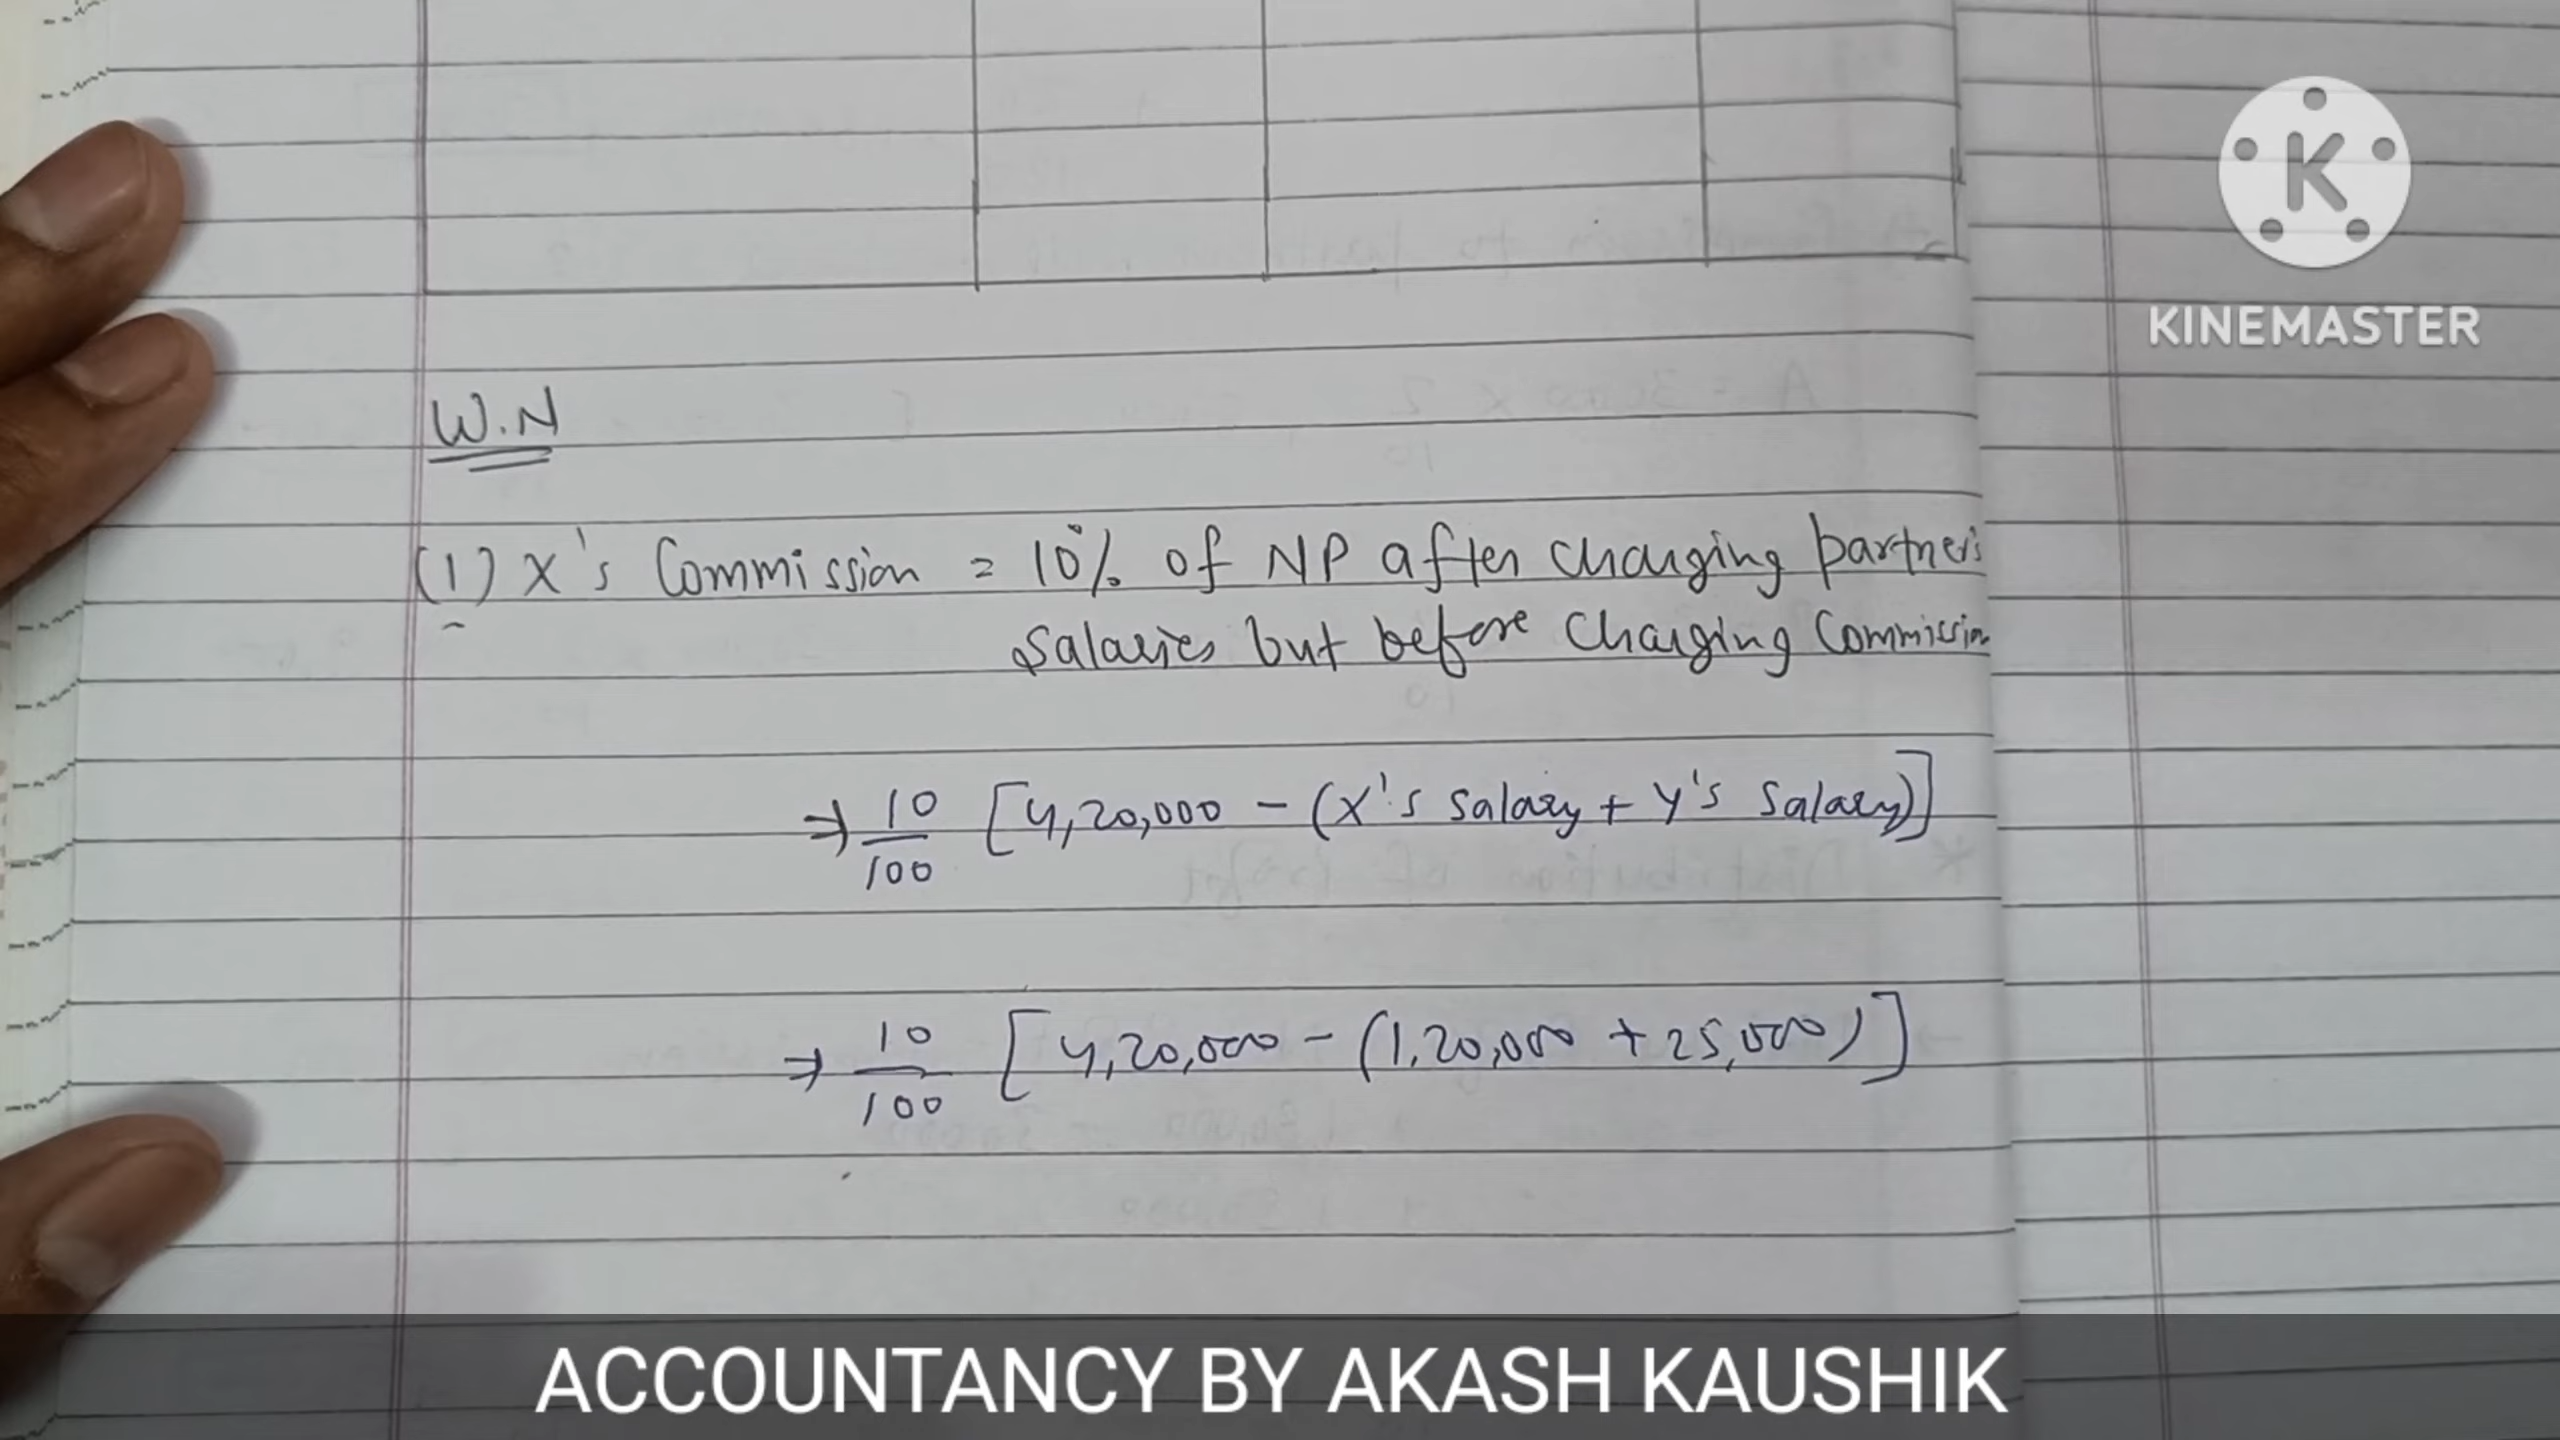 K
KINEMASTER
W.N
(1) X's Commission = 10% of NP after charging partner's
Salaries but before charging Commission
⇒ 10/100 [4,20,000 - (X's Salary + Y's Salary)]
⇒ 10/100 [4,20,000 - (1,20,000 + 25,000)]
ACCOUNTANCY BY AKASH KAUSHIK